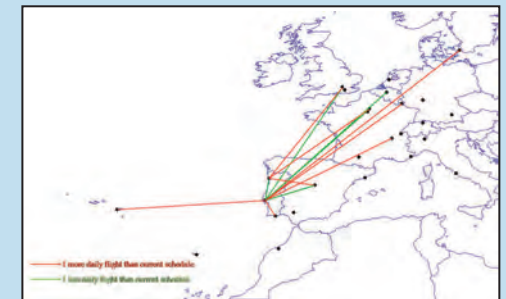 1 more daily flight than current schedule.
1 less daily flight than current schedule.